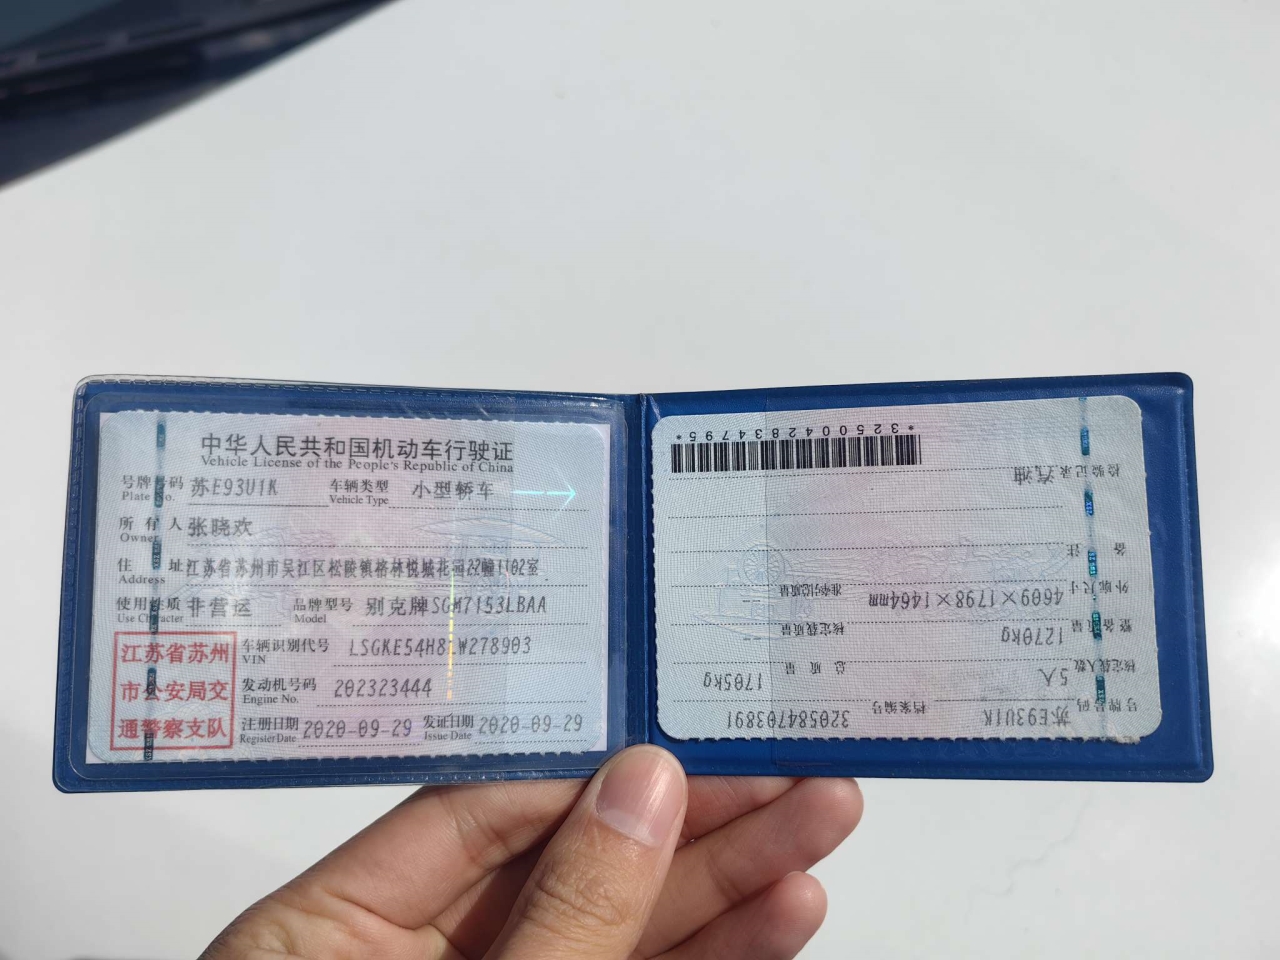 中华人民共和国机动车行驶证
Vehicle License of the People's Republic of China
号牌号码 苏E93U1K 车辆类型 小型轿车
Plate No. Vehicle Type
所有人 张晓欢
Owner
住址 江苏省苏州市吴江区松陵镇格林悦城花园22幢1102室
Address
使用性质 非营运 品牌型号 别克牌SGM7153LBAA
Use Character Model
江苏省苏州
市公安局交
通警察支队
车辆识别代号 LSGKE54H8LW278903
VIN
发动机号码 202323444
Engine No.
注册日期 2020-09-29 发证日期 2020-09-29
Register Date Issue Date
号牌号码 苏E93U1K 档案编号 320584703891
核定载人数 5人 总质量 1705kg
整备质量 1270kg 核定载质量 --
外廓尺寸 4609×1798×1464mm 准牵引总质量 --
备注
检验记录 汽油
*3250042834795*